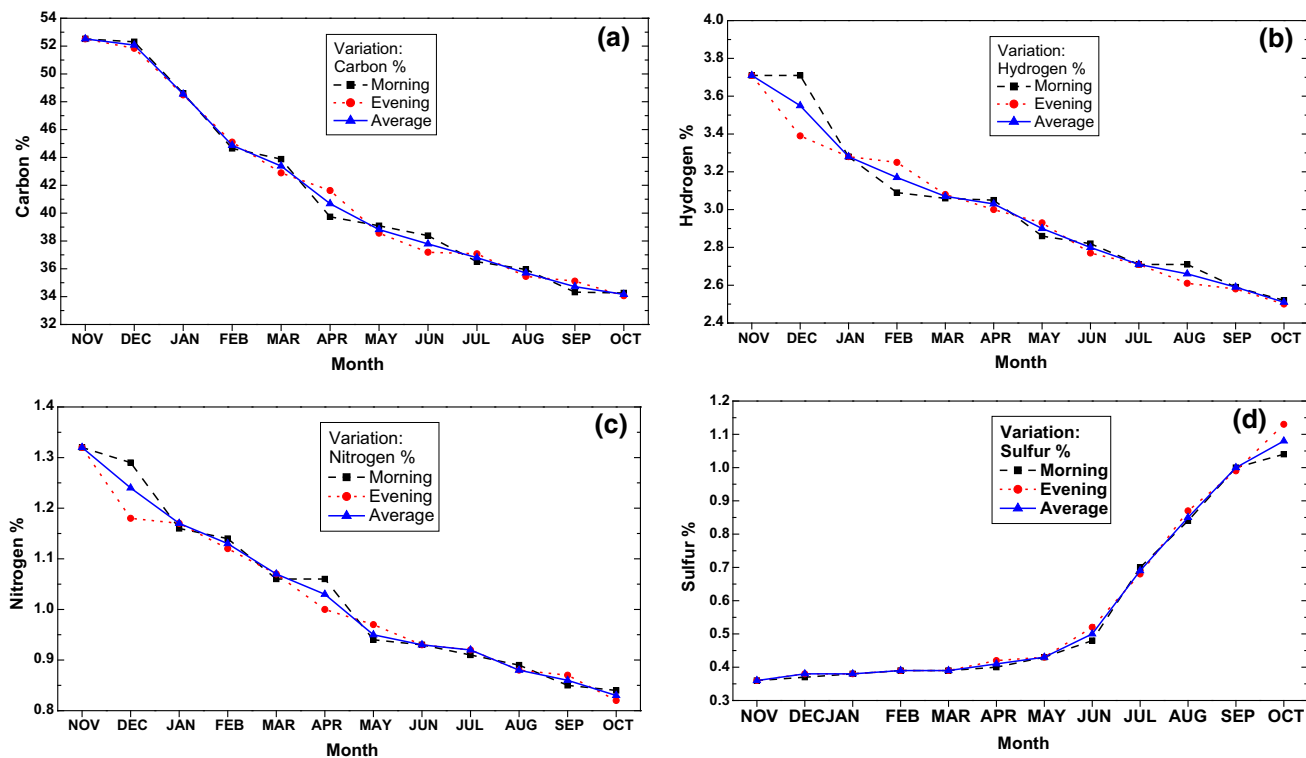 (a)
Variation:
Carbon %
Morning
Evening
Average
54
52
50
48
46
44
42
40
38
36
34
32
Carbon %
NOV DEC JAN FEB MAR APR MAY JUN JUL AUG SEP OCT
Month
(b)
Variation:
Hydrogen %
Morning
Evening
Average
4.0
3.8
3.6
3.4
3.2
3.0
2.8
2.6
2.4
Hydrogen %
NOV DEC JAN FEB MAR APR MAY JUN JUL AUG SEP OCT
Month
(c)
Variation:
Nitrogen %
Morning
Evening
Average
1.4
1.3
1.2
1.1
1.0
0.9
0.8
Nitrogen %
NOV DEC JAN FEB MAR APR MAY JUN JUL AUG SEP OCT
Month
(d)
Variation:
Sulfur %
Morning
Evening
Average
1.2
1.1
1.0
0.9
0.8
0.7
0.6
0.5
0.4
0.3
Sulfur %
NOV DECJAN FEB MAR APR MAY JUN JUL AUG SEP OCT
Month